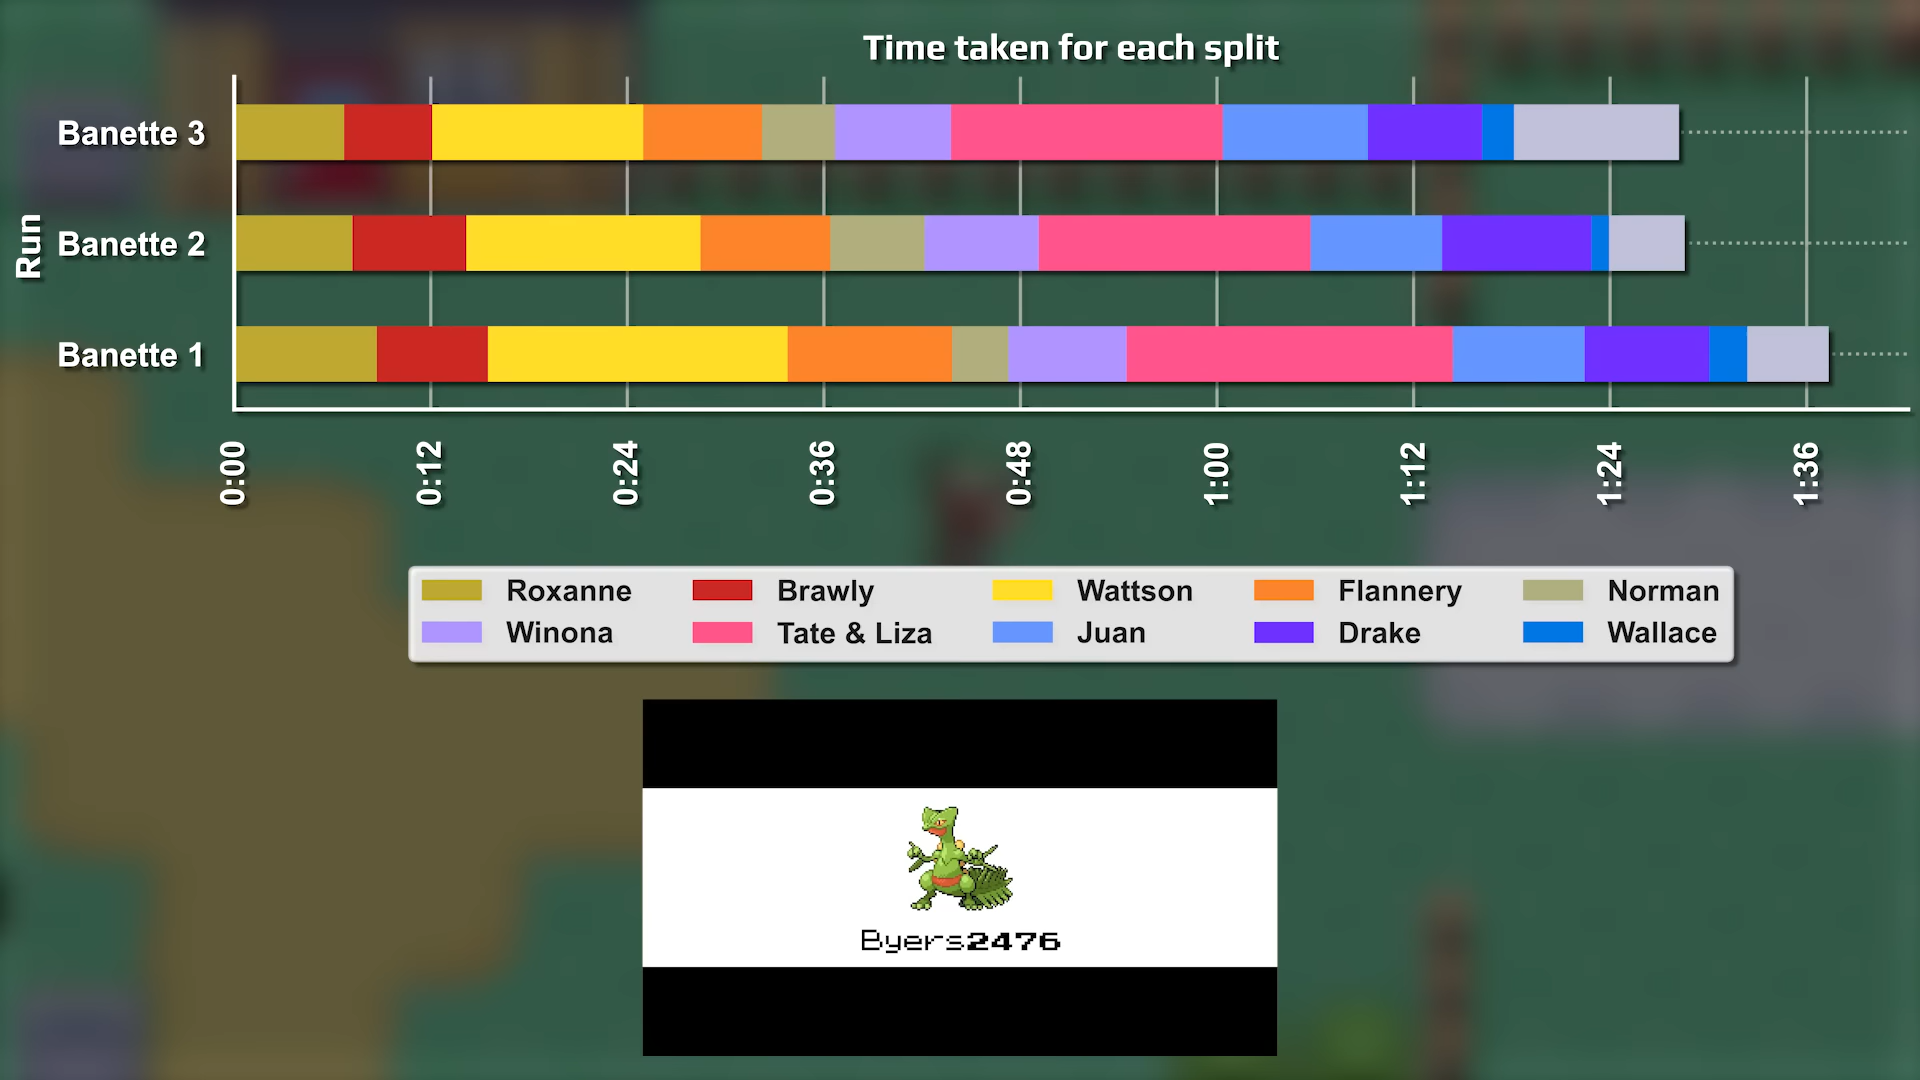 Time taken for each split
Run
Banette 3
Banette 2
Banette 1
0:00 0:12 0:24 0:36 0:48 1:00 1:12 1:24 1:36
Roxanne Brawly Wattson Flannery Norman
Winona Tate & Liza Juan Drake Wallace
Byers2476